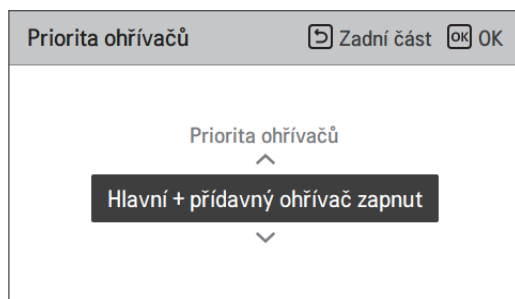 Priorita ohřívačů Zadní část OK OK
Priorita ohřívačů
Hlavní + přídavný ohřívač zapnut